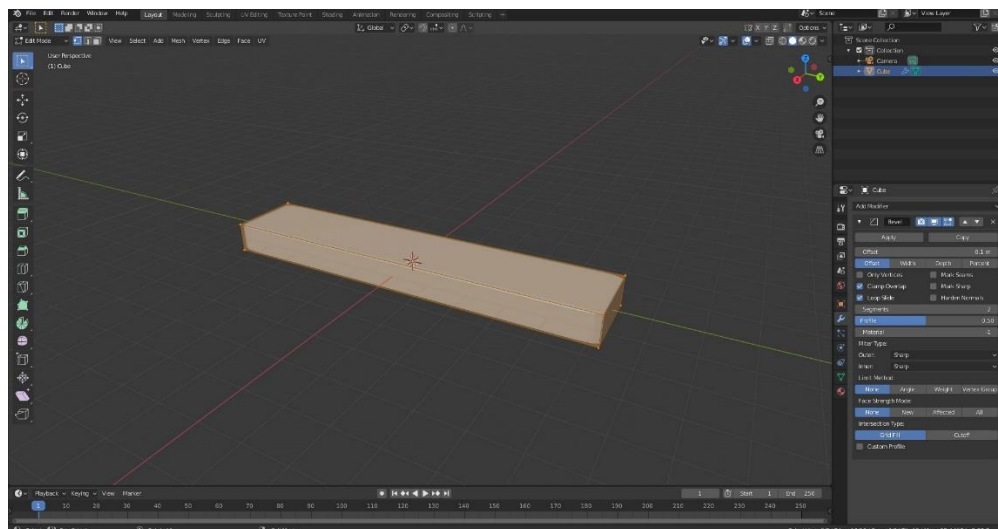 File Edit Render Window Help Layout Modeling Sculpting UV Editing Texture Paint Shading Animation Rendering Compositing Scripting + Scene View Layer
Global Options
Edit Mode View Select Add Mesh Vertex Edge Face UV X Y Z
User Perspective
(1) Cube
Scene Collection
Collection
Camera
Cube
Cube
Add Modifier
Bevel
Apply Copy
Offset 0.1 m
Offset Width Depth Percent
Only Vertices Mark Seams
Clamp Overlap Mark Sharp
Loop Slide Harden Normals
Segments 2
Profile 0.50
Material
Miter Type:
Outer: Sharp
Inner: Sharp
Limit Method:
None Angle Weight Vertex Group
Face Strength Mode:
None New Affected All
Intersection Type:
Grid Fill Cutoff
Custom Profile
Playback Keying View Marker 1 Start 1 End 250
1 10 20 30 40 50 60 70 80 90 100 110 120 130 140 150 160 170 180 190 200 210 220 230 240 250